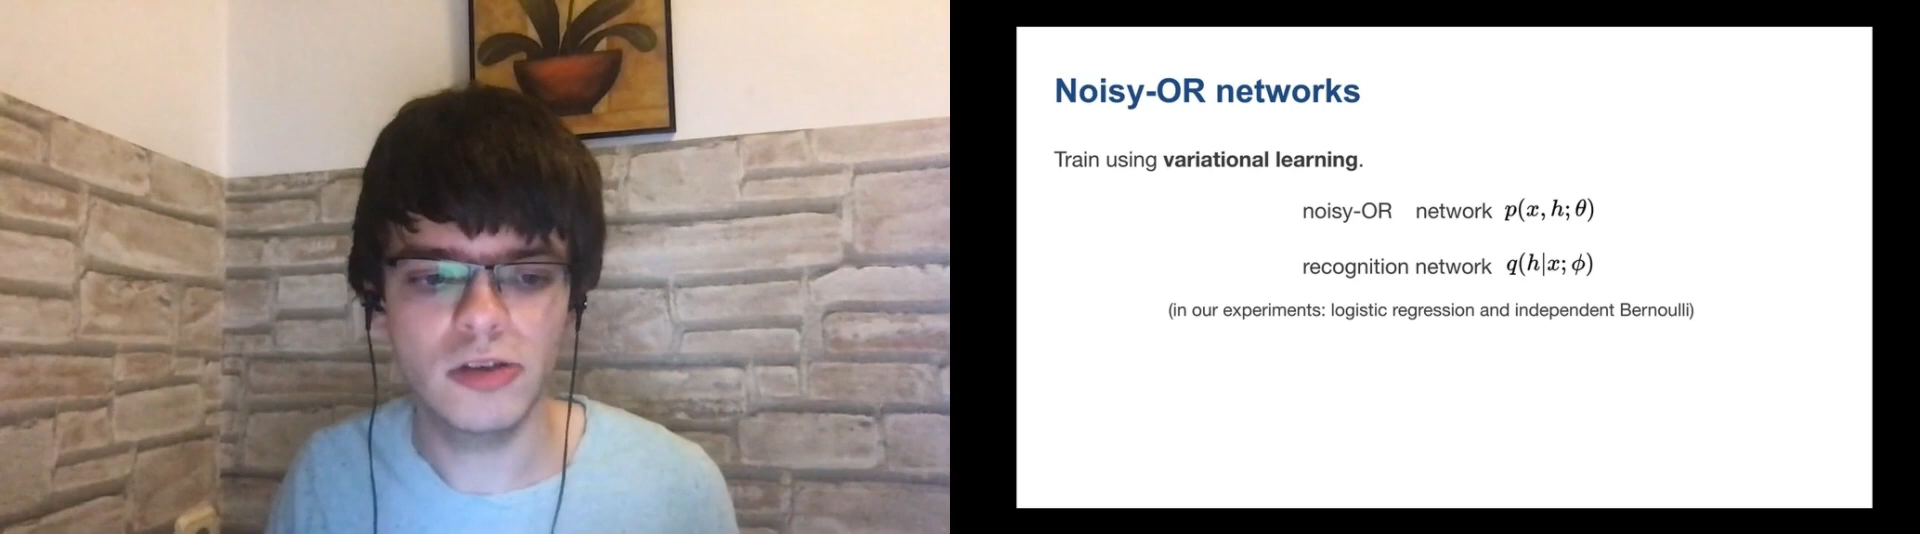 Noisy-OR networks
Train using variational learning.
noisy-OR network p(x, h; θ)
recognition network q(h|x; ϕ)
(in our experiments: logistic regression and independent Bernoulli)